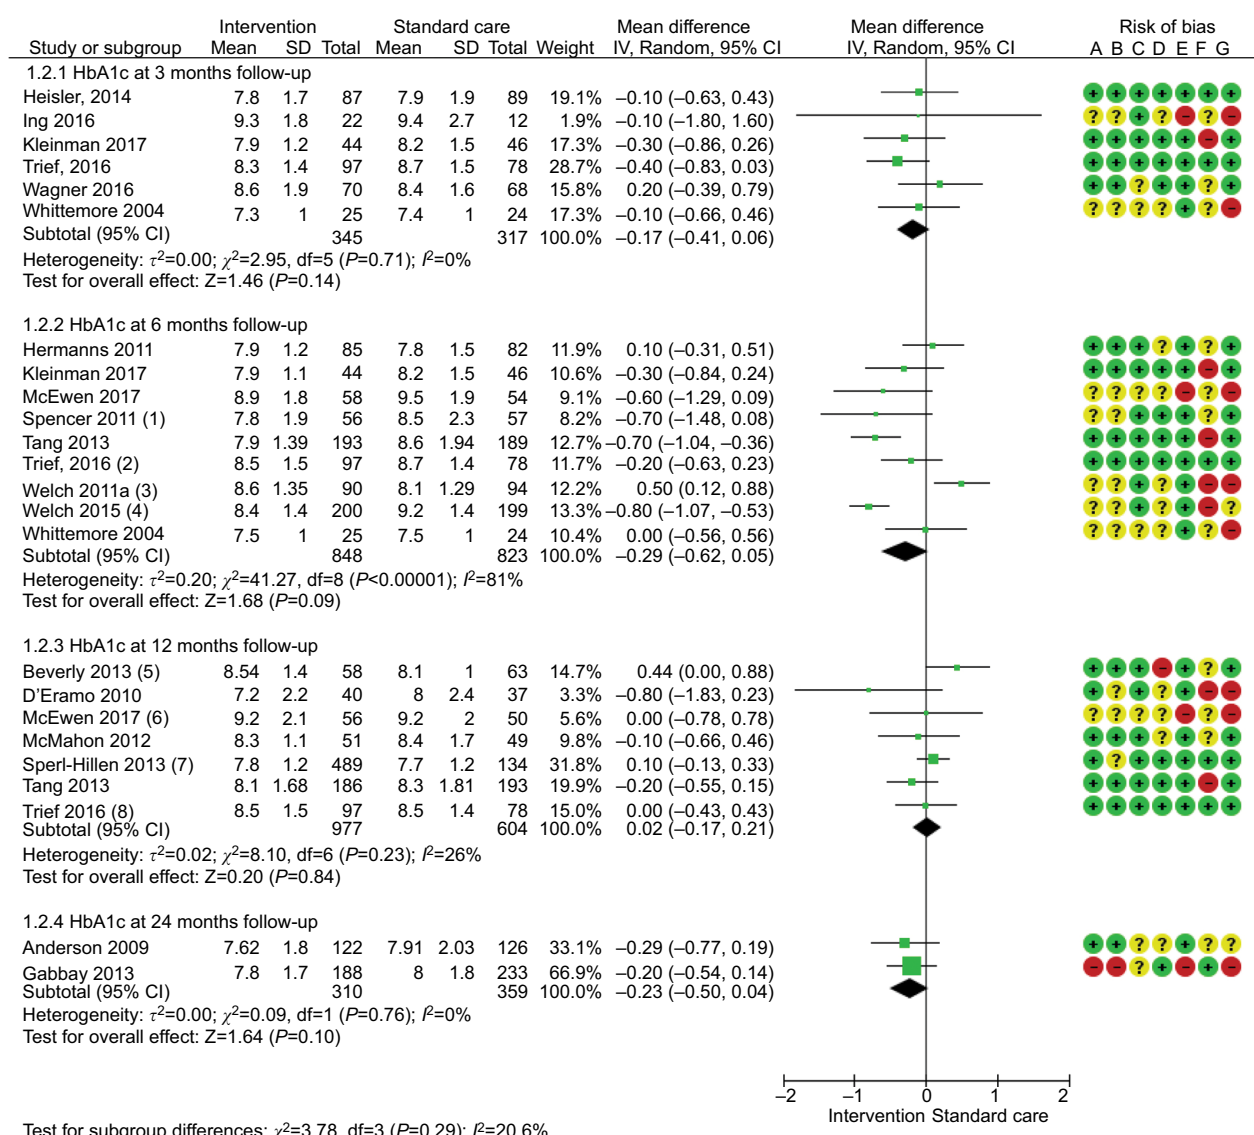 Intervention Standard care Mean difference Mean difference Risk of bias
Study or subgroup Mean SD Total Mean SD Total Weight IV, Random, 95% CI IV, Random, 95% CI A B C D E F G
1.2.1 HbA1c at 3 months follow-up
Heisler, 2014 7.8 1.7 87 7.9 1.9 89 19.1% –0.10 (–0.63, 0.43) + + + + + + +
Ing 2016 9.3 1.8 22 9.4 2.7 12 1.9% –0.10 (–1.80, 1.60) ? ? + ? – ? –
Kleinman 2017 7.9 1.2 44 8.2 1.5 46 17.3% –0.30 (–0.86, 0.26) + + + + + – +
Trief, 2016 8.3 1.4 97 8.7 1.5 78 28.7% –0.40 (–0.83, 0.03) + + + + + + +
Wagner 2016 8.6 1.9 70 8.4 1.6 68 15.8% 0.20 (–0.39, 0.79) + + ? + + ? +
Whittemore 2004 7.3 1 25 7.4 1 24 17.3% –0.10 (–0.66, 0.46) ? ? ? ? + ? –
Subtotal (95% CI) 345 317 100.0% –0.17 (–0.41, 0.06)
Heterogeneity: τ²=0.00; χ²=2.95, df=5 (P=0.71); I²=0%
Test for overall effect: Z=1.46 (P=0.14)
1.2.2 HbA1c at 6 months follow-up
Hermanns 2011 7.9 1.2 85 7.8 1.5 82 11.9% 0.10 (–0.31, 0.51) + + + ? + ? +
Kleinman 2017 7.9 1.1 44 8.2 1.5 46 10.6% –0.30 (–0.84, 0.24) + + + + + – +
McEwen 2017 8.9 1.8 58 9.5 1.9 54 9.1% –0.60 (–1.29, 0.09) ? ? ? ? – ? –
Spencer 2011 (1) 7.8 1.9 56 8.5 2.3 57 8.2% –0.70 (–1.48, 0.08) ? ? + + + ? +
Tang 2013 7.9 1.39 193 8.6 1.94 189 12.7% –0.70 (–1.04, –0.36) + + + + + – +
Trief, 2016 (2) 8.5 1.5 97 8.7 1.4 78 11.7% –0.20 (–0.63, 0.23) + + + + + + +
Welch 2011a (3) 8.6 1.35 90 8.1 1.29 94 12.2% 0.50 (0.12, 0.88) ? ? + ? + – –
Welch 2015 (4) 8.4 1.4 200 9.2 1.4 199 13.3% –0.80 (–1.07, –0.53) ? ? + ? + – ?
Whittemore 2004 7.5 1 25 7.5 1 24 10.4% 0.00 (–0.56, 0.56) ? ? ? ? + ? –
Subtotal (95% CI) 848 823 100.0% –0.29 (–0.62, 0.05)
Heterogeneity: τ²=0.20; χ²=41.27, df=8 (P<0.00001); I²=81%
Test for overall effect: Z=1.68 (P=0.09)
1.2.3 HbA1c at 12 months follow-up
Beverly 2013 (5) 8.54 1.4 58 8.1 1 63 14.7% 0.44 (0.00, 0.88) + + + – + ? +
D'Eramo 2010 7.2 2.2 40 8 2.4 37 3.3% –0.80 (–1.83, 0.23) + ? + ? + – –
McEwen 2017 (6) 9.2 2.1 56 9.2 2 50 5.6% 0.00 (–0.78, 0.78) ? ? ? ? – ? –
McMahon 2012 8.3 1.1 51 8.4 1.7 49 9.8% –0.10 (–0.66, 0.46) + + + ? + ? +
Sperl-Hillen 2013 (7) 7.8 1.2 489 7.7 1.2 134 31.8% 0.10 (–0.13, 0.33) + ? + + + + +
Tang 2013 8.1 1.68 186 8.3 1.81 193 19.9% –0.20 (–0.55, 0.15) + + + + + – +
Trief 2016 (8) 8.5 1.5 97 8.5 1.4 78 15.0% 0.00 (–0.43, 0.43) + + + + + + +
Subtotal (95% CI) 977 604 100.0% 0.02 (–0.17, 0.21)
Heterogeneity: τ²=0.02; χ²=8.10, df=6 (P=0.23); I²=26%
Test for overall effect: Z=0.20 (P=0.84)
1.2.4 HbA1c at 24 months follow-up
Anderson 2009 7.62 1.8 122 7.91 2.03 126 33.1% –0.29 (–0.77, 0.19) + + ? ? + ? ?
Gabbay 2013 7.8 1.7 188 8 1.8 233 66.9% –0.20 (–0.54, 0.14) – – ? + – + –
Subtotal (95% CI) 310 359 100.0% –0.23 (–0.50, 0.04)
Heterogeneity: τ²=0.00; χ²=0.09, df=1 (P=0.76); I²=0%
Test for overall effect: Z=1.64 (P=0.10)
–2 –1 0 1 2
Intervention Standard care
Test for subgroup differences: χ²=3.78, df=3 (P=0.29); I²=20.6%